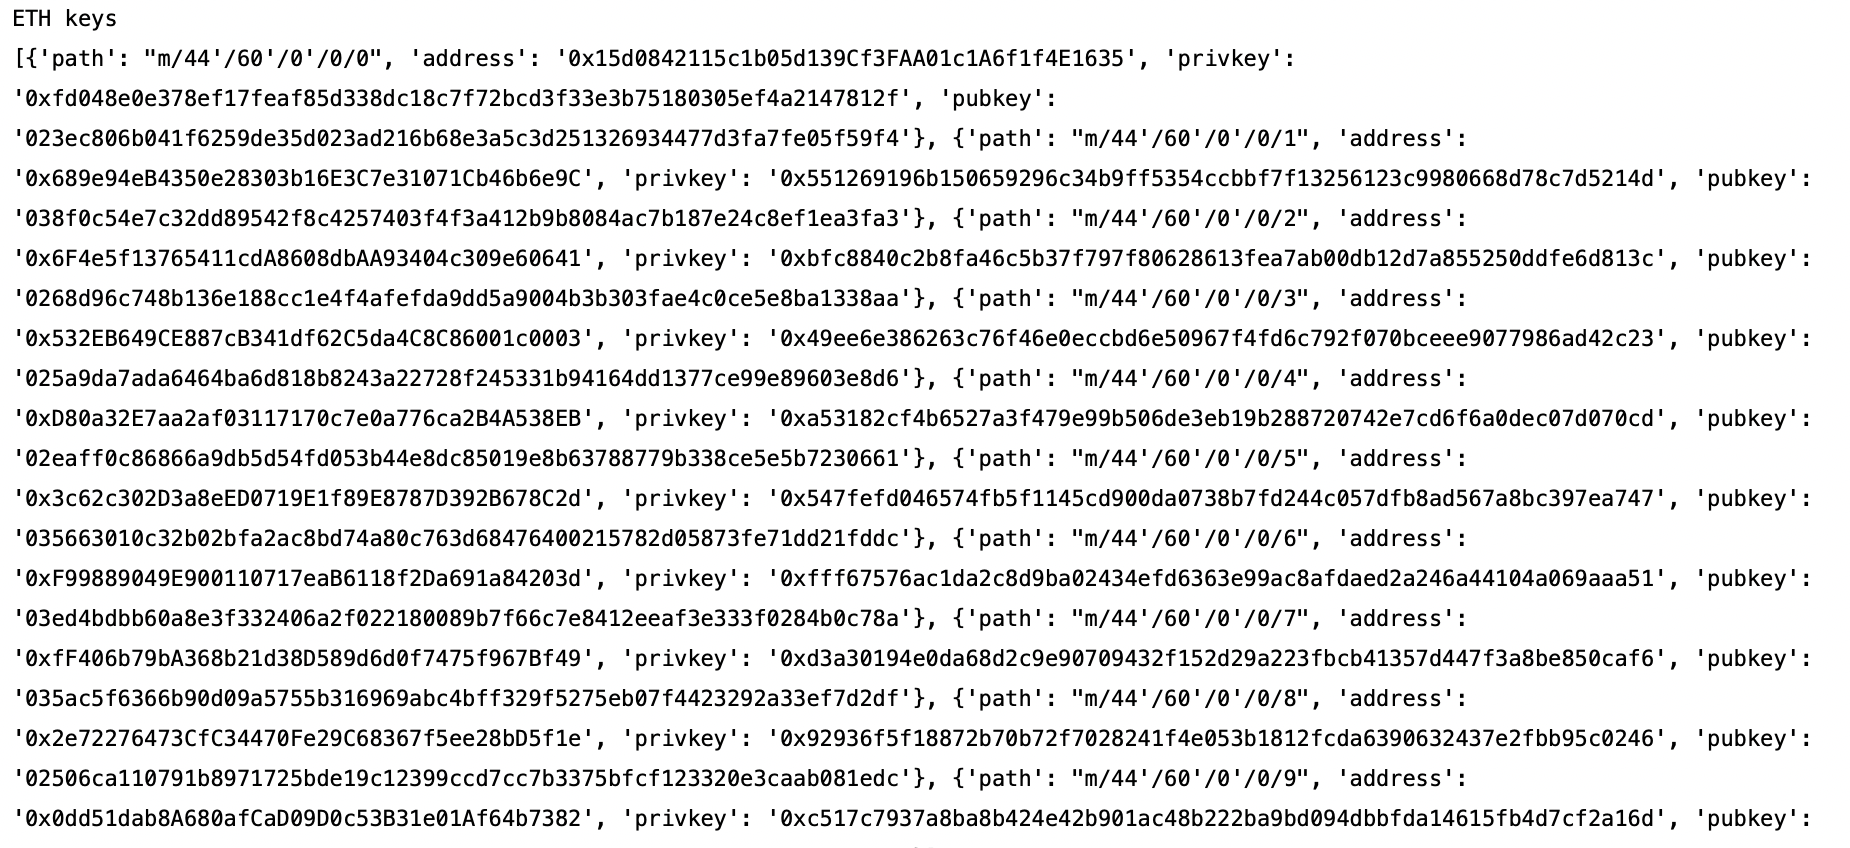 ETH keys
[{'path': "m/44'/60'/0'/0/0", 'address': '0x15d0842115c1b05d139Cf3FAA01c1A6f1f4E1635', 'privkey':
'0xfd048e0e378ef17feaf85d338dc18c7f72bcd3f33e3b75180305ef4a2147812f', 'pubkey':
'023ec806b041f6259de35d023ad216b68e3a5c3d251326934477d3fa7fe05f59f4'}, {'path': "m/44'/60'/0'/0/1", 'address':
'0x689e94eB4350e28303b16E3C7e31071Cb46b6e9C', 'privkey': '0x551269196b150659296c34b9ff5354ccbbf7f13256123c9980668d78c7d5214d', 'pubkey':
'038f0c54e7c32dd89542f8c4257403f4f3a412b9b8084ac7b187e24c8ef1ea3fa3'}, {'path': "m/44'/60'/0'/0/2", 'address':
'0x6F4e5f13765411cdA8608dbAA93404c309e60641', 'privkey': '0xbfc8840c2b8fa46c5b37f797f80628613fea7ab00db12d7a855250ddfe6d813c', 'pubkey':
'0268d96c748b136e188cc1e4f4afefda9dd5a9004b3b303fae4c0ce5e8ba1338aa'}, {'path': "m/44'/60'/0'/0/3", 'address':
'0x532EB649CE887cB341df62C5da4C8C86001c0003', 'privkey': '0x49ee6e386263c76f46e0eccbd6e50967f4fd6c792f070bceee9077986ad42c23', 'pubkey':
'025a9da7ada6464ba6d818b8243a22728f245331b94164dd1377ce99e89603e8d6'}, {'path': "m/44'/60'/0'/0/4", 'address':
'0xD80a32E7aa2af03117170c7e0a776ca2B4A538EB', 'privkey': '0xa53182cf4b6527a3f479e99b506de3eb19b288720742e7cd6f6a0dec07d070cd', 'pubkey':
'02eaff0c86866a9db5d54fd053b44e8dc85019e8b63788779b338ce5e5b7230661'}, {'path': "m/44'/60'/0'/0/5", 'address':
'0x3c62c302D3a8eED0719E1f89E8787D392B678C2d', 'privkey': '0x547fefd046574fb5f1145cd900da0738b7fd244c057dfb8ad567a8bc397ea747', 'pubkey':
'035663010c32b02bfa2ac8bd74a80c763d68476400215782d05873fe71dd21fddc'}, {'path': "m/44'/60'/0'/0/6", 'address':
'0xF99889049E900110717eaB6118f2Da691a84203d', 'privkey': '0xfff67576ac1da2c8d9ba02434efd6363e99ac8afdaed2a246a44104a069aaa51', 'pubkey':
'03ed4bdbb60a8e3f332406a2f022180089b7f66c7e8412eeaf3e333f0284b0c78a'}, {'path': "m/44'/60'/0'/0/7", 'address':
'0xfF406b79bA368b21d38D589d6d0f7475f967Bf49', 'privkey': '0xd3a30194e0da68d2c9e90709432f152d29a223fbcb41357d447f3a8be850caf6', 'pubkey':
'035ac5f6366b90d09a5755b316969abc4bff329f5275eb07f4423292a33ef7d2df'}, {'path': "m/44'/60'/0'/0/8", 'address':
'0x2e72276473CfC34470Fe29C68367f5ee28bD5f1e', 'privkey': '0x92936f5f18872b70b72f7028241f4e053b1812fcda6390632437e2fbb95c0246', 'pubkey':
'02506ca110791b8971725bde19c12399ccd7cc7b3375bfcf123320e3caab081edc'}, {'path': "m/44'/60'/0'/0/9", 'address':
'0x0dd51dab8A680afCaD09D0c53B31e01Af64b7382', 'privkey': '0xc517c7937a8ba8b424e42b901ac48b222ba9bd094dbbfda14615fb4d7cf2a16d', 'pubkey':